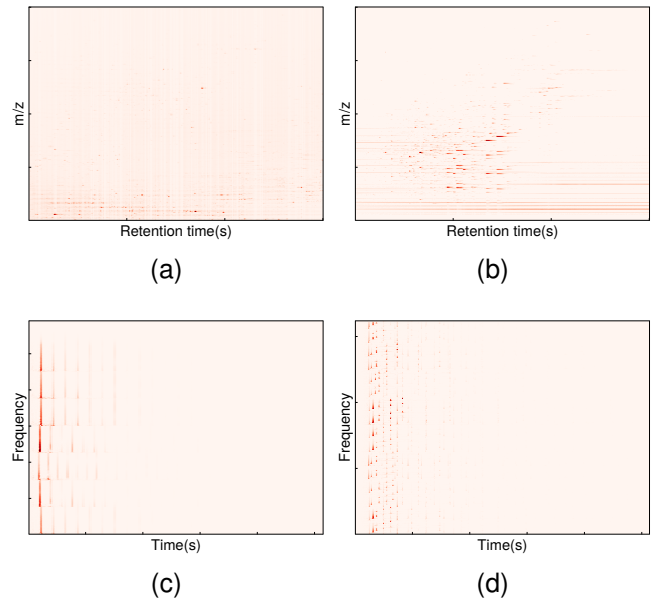 m/z
m/z
Retention time(s)
Retention time(s)
(a)
(b)
Frequency
Frequency
Time(s)
Time(s)
(c)
(d)